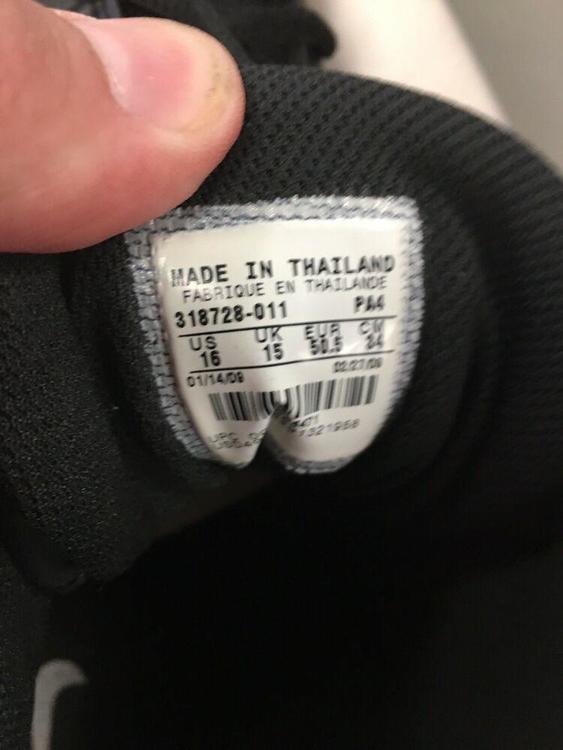 MADE IN THAILAND
FABRIQUE EN THAILANDE
318728-011 PA4
US UK EUR CM
16 15 50.5 34
01/14/09 02/27/09
UPC